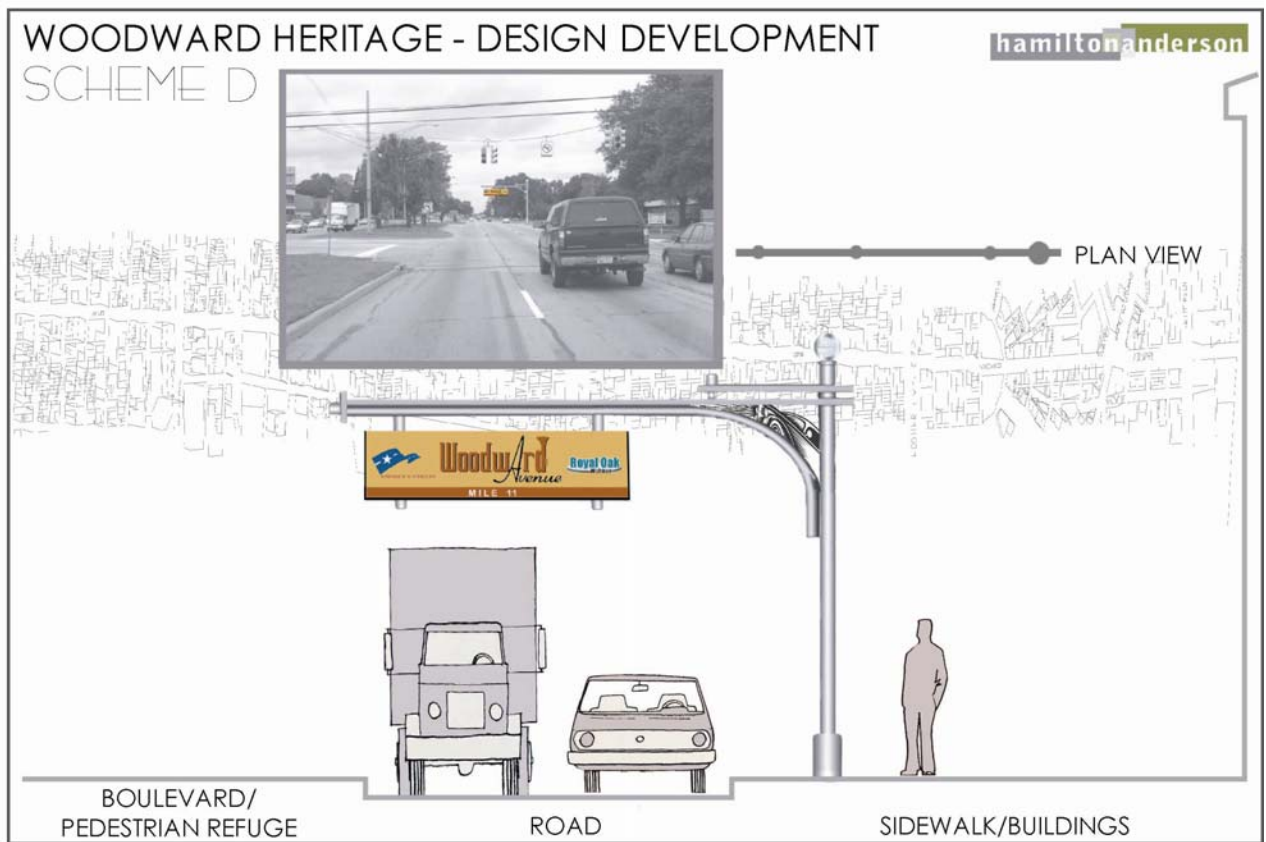 WOODWARD HERITAGE - DESIGN DEVELOPMENT
hamiltonanderson
SCHEME D
PLAN VIEW
Woodward
Avenue
Royal Oak
MILE 11
BOULEVARD/
PEDESTRIAN REFUGE
ROAD
SIDEWALK/BUILDINGS